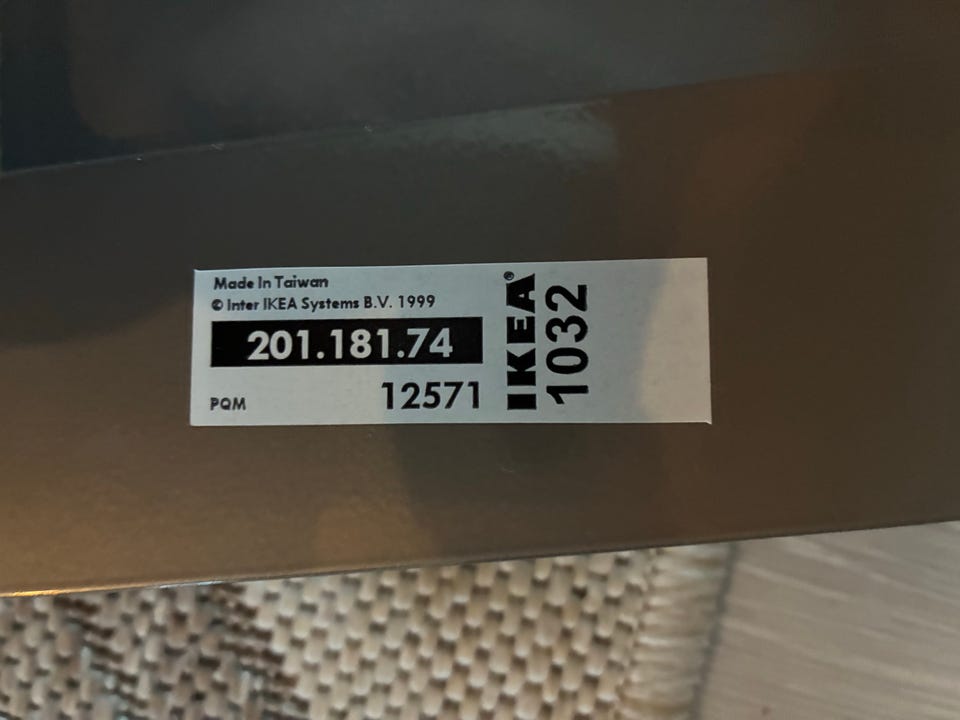 Made In Taiwan
© Inter IKEA Systems B.V. 1999
201.181.74
PQM 12571
IKEA®
1032